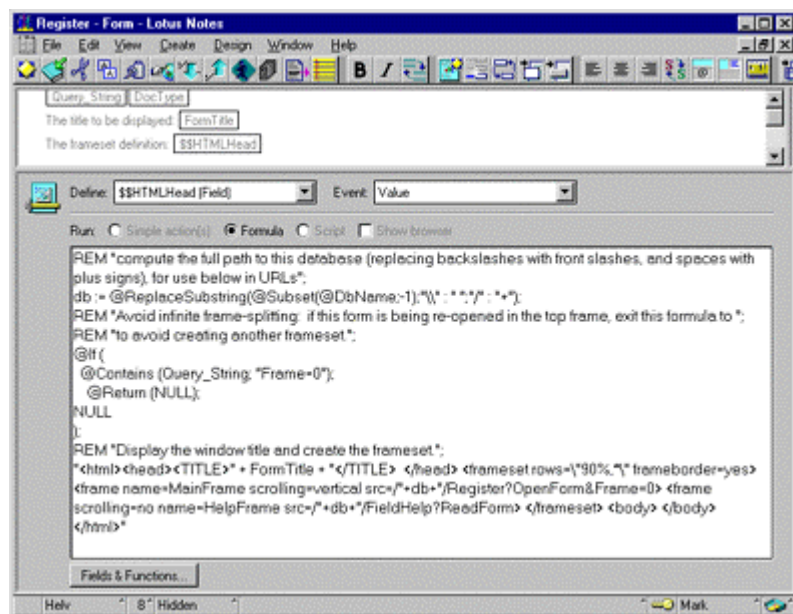 Register - Form - Lotus Notes
File Edit View Create Design Window Help
B I
Query_String DocType
The title to be displayed: FormTitle
The frameset definition: $$HTMLHead
Define: $$HTMLHead (Field) Event: Value
Run: Simple action(s) Formula Script Show browser
REM "compute the full path to this database (replacing backslashes with front slashes, and spaces with
plus signs), for use below in URLs";
db := @ReplaceSubstring(@Subset(@DbName;-1);"\\" : " ";"/" : "+");
REM "Avoid infinite frame-splitting: if this form is being re-opened in the top frame, exit this formula to ";
REM "to avoid creating another frameset.";
@If (
@Contains (Query_String; "Frame=0");
@Return (NULL);
NULL
);
REM "Display the window title and create the frameset.";
"<html><head><TITLE>" + FormTitle + "</TITLE> </head> <frameset rows=\"90%,*\" frameborder=yes>
<frame name=MainFrame scrolling=vertical src=/"+db+"/Register?OpenForm&Frame=0> <frame
scrolling=no name=HelpFrame src=/"+db+"/FieldHelp?ReadForm> </frameset> <body> </body>
</html>"
Fields & Functions...
Helv 8 Hidden Mark